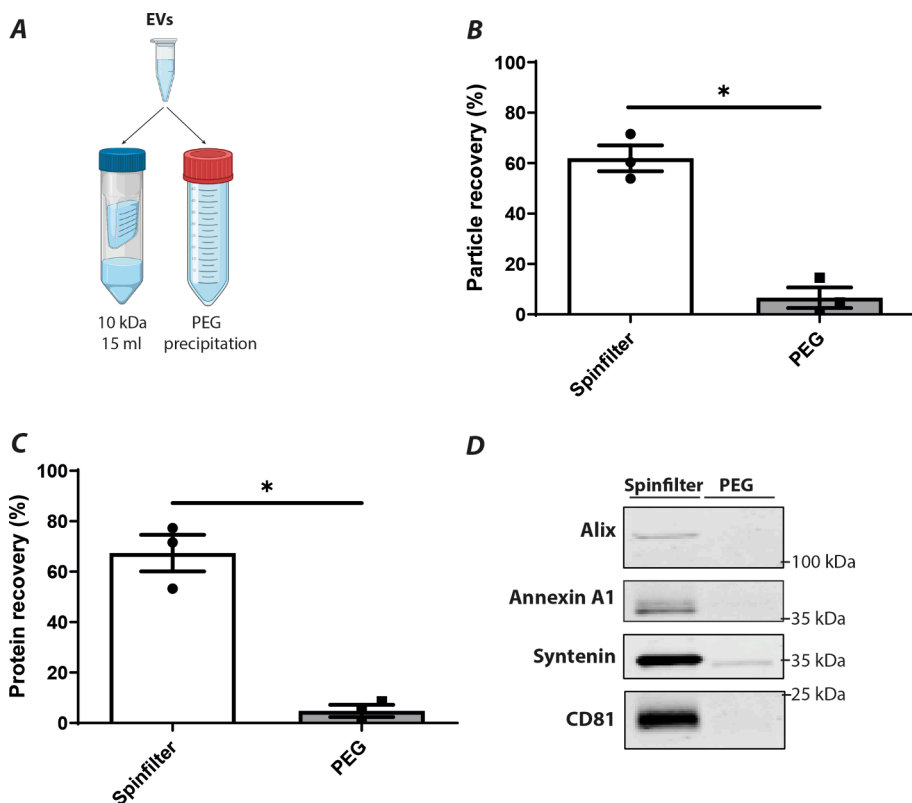 A
EVs
10 kDa
15 ml
PEG
precipitation
B
Particle recovery (%)
100
80
60
40
20
0
*
Spinfilter
PEG
C
Protein recovery (%)
100
80
60
40
20
0
*
Spinfilter
PEG
D
Spinfilter PEG
Alix
100 kDa
Annexin A1
35 kDa
Syntenin
35 kDa
25 kDa
CD81